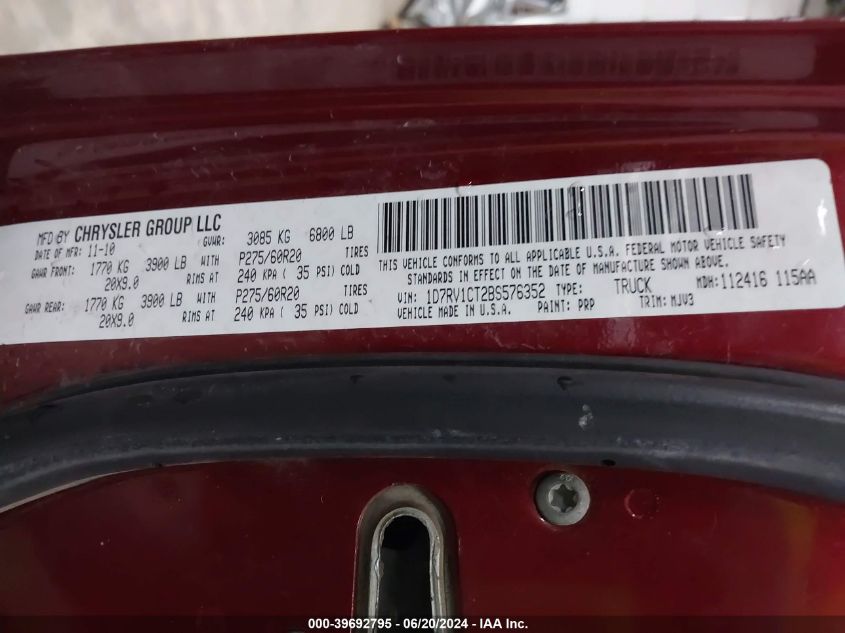 MFD BY CHRYSLER GROUP LLC
DATE OF MFR: 11-10 GVWR: 3085 KG 6800 LB
GAWR FRONT: 1770 KG 3900 LB WITH P275/60R20 TIRES
20X9.0 RIMS AT 240 KPA ( 35 PSI) COLD
GAWR REAR: 1770 KG 3900 LB WITH P275/60R20 TIRES
20X9.0 RIMS AT 240 KPA ( 35 PSI) COLD
THIS VEHICLE CONFORMS TO ALL APPLICABLE U.S.A. FEDERAL MOTOR VEHICLE SAFETY
STANDARDS IN EFFECT ON THE DATE OF MANUFACTURE SHOWN ABOVE.
VIN: 1D7RV1CT2BS576352 TYPE: TRUCK MDH:112416 115AA
VEHICLE MADE IN U.S.A. PAINT: PRP TRIM: MJV3
000-39692795 - 06/20/2024 - IAA Inc.